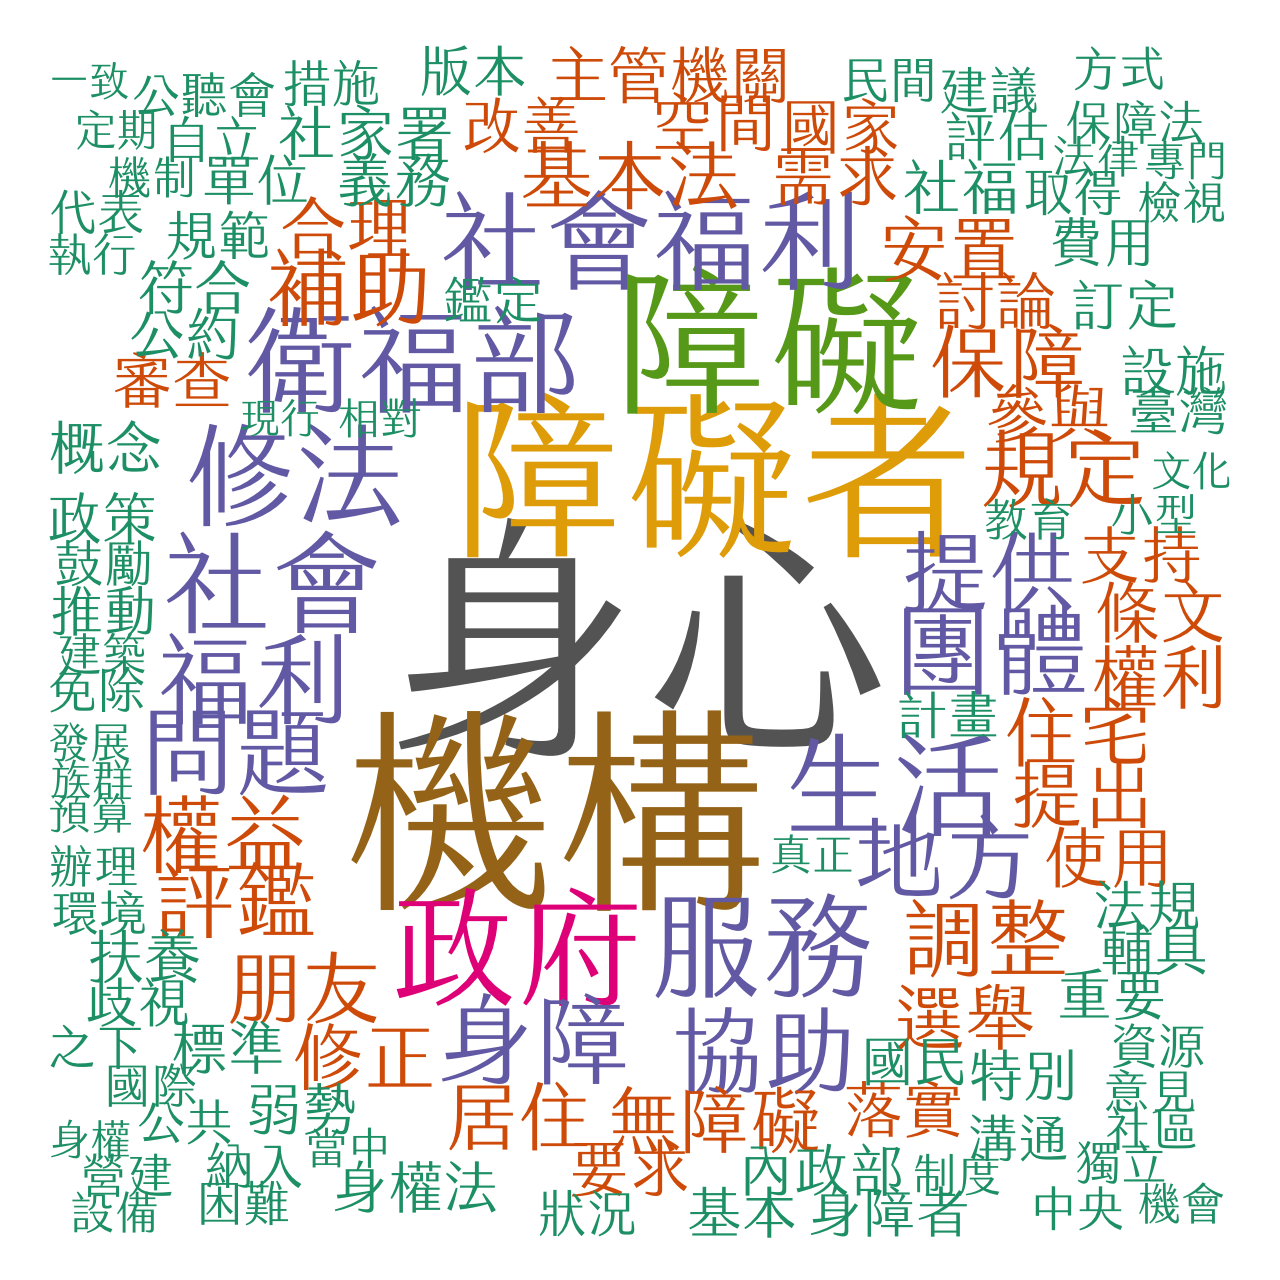 一致 公聽會 措施 版本 主管機關 民間 建議 方式
定期 自立 社家署 改善 空間 國家 評估 保障法
機制 單位 義務 基本法 需求 社福 取得 法律 專門
代表 規範 合理 社會福利 安置 費用 檢視
執行 符合 補助 鑑定 障礙 討論 訂定
公約 衛福部 保障 設施
審查 現行 相對 障礙者 參與 臺灣
概念 修法 規定 文化
政策 身心 教育 小型
鼓勵 社會 提供 支持
推動 團體 條文
建築 福利 權利
免除 計畫 住宅
發展 問題 機構 生活 提出
族群
預算 權益 地方 使用
辦理 評鑑 真正
環境 政府 服務 調整 法規
扶養 朋友 輔具
歧視 選舉 重要
之下 標準 修正 身障 協助 國民 特別 資源
國際 弱勢 居住 無障礙 落實 意見
身權 公共 當中 溝通 社區
營建 納入 要求 內政部 制度 獨立
設備 困難 身權法 狀況 基本 身障者 中央 機會